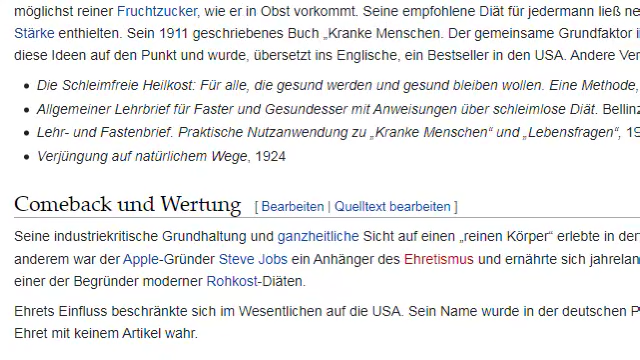 möglichst reiner Fruchtzucker, wie er in Obst vorkommt. Seine empfohlene Diät für jedermann ließ
Stärke enthielten. Sein 1911 geschriebenes Buch „Kranke Menschen. Der gemeinsame Grundfaktor
diese Ideen auf den Punkt und wurde, übersetzt ins Englische, ein Bestseller in den USA. Andere
Die Schleimfreie Heilkost: Für alle, die gesund werden und gesund bleiben wollen. Eine Methode,
Allgemeiner Lehrbrief für Faster und Gesundesser mit Anweisungen über schleimlose Diät.
Lehr- und Fastenbrief. Praktische Nutzanwendung zu „Kranke Menschen“ und „Lebensfragen“,
Verjüngung auf natürlichem Wege, 1924
Comeback und Wertung [ Bearbeiten | Quelltext bearbeiten ]
Seine industriekritische Grundhaltung und ganzheitliche Sicht auf einen „reinen Körper“ erlebte in
anderem war der Apple-Gründer Steve Jobs ein Anhänger des Ehretismus und ernährte sich
einer der Begründer moderner Rohkost-Diäten.
Ehrets Einfluss beschränkte sich im Wesentlichen auf die USA. Sein Name wurde in der deutschen
Ehret mit keinem Artikel wahr.